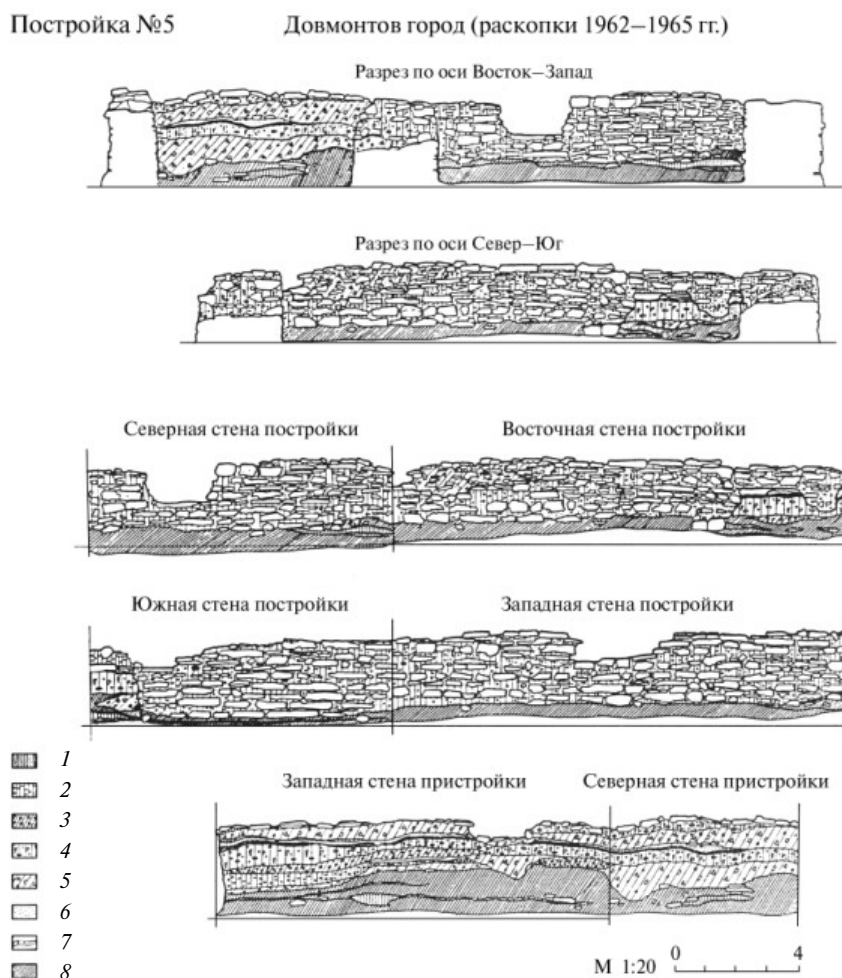 Постройка №5 Довмонтов город (раскопки 1962–1965 гг.)
Разрез по оси Восток–Запад
Разрез по оси Север–Юг
Северная стена постройки Восточная стена постройки
Южная стена постройки Западная стена постройки
1
2
3
4
5
6
7
8
Западная стена пристройки Северная стена пристройки
М 1:20 0 4